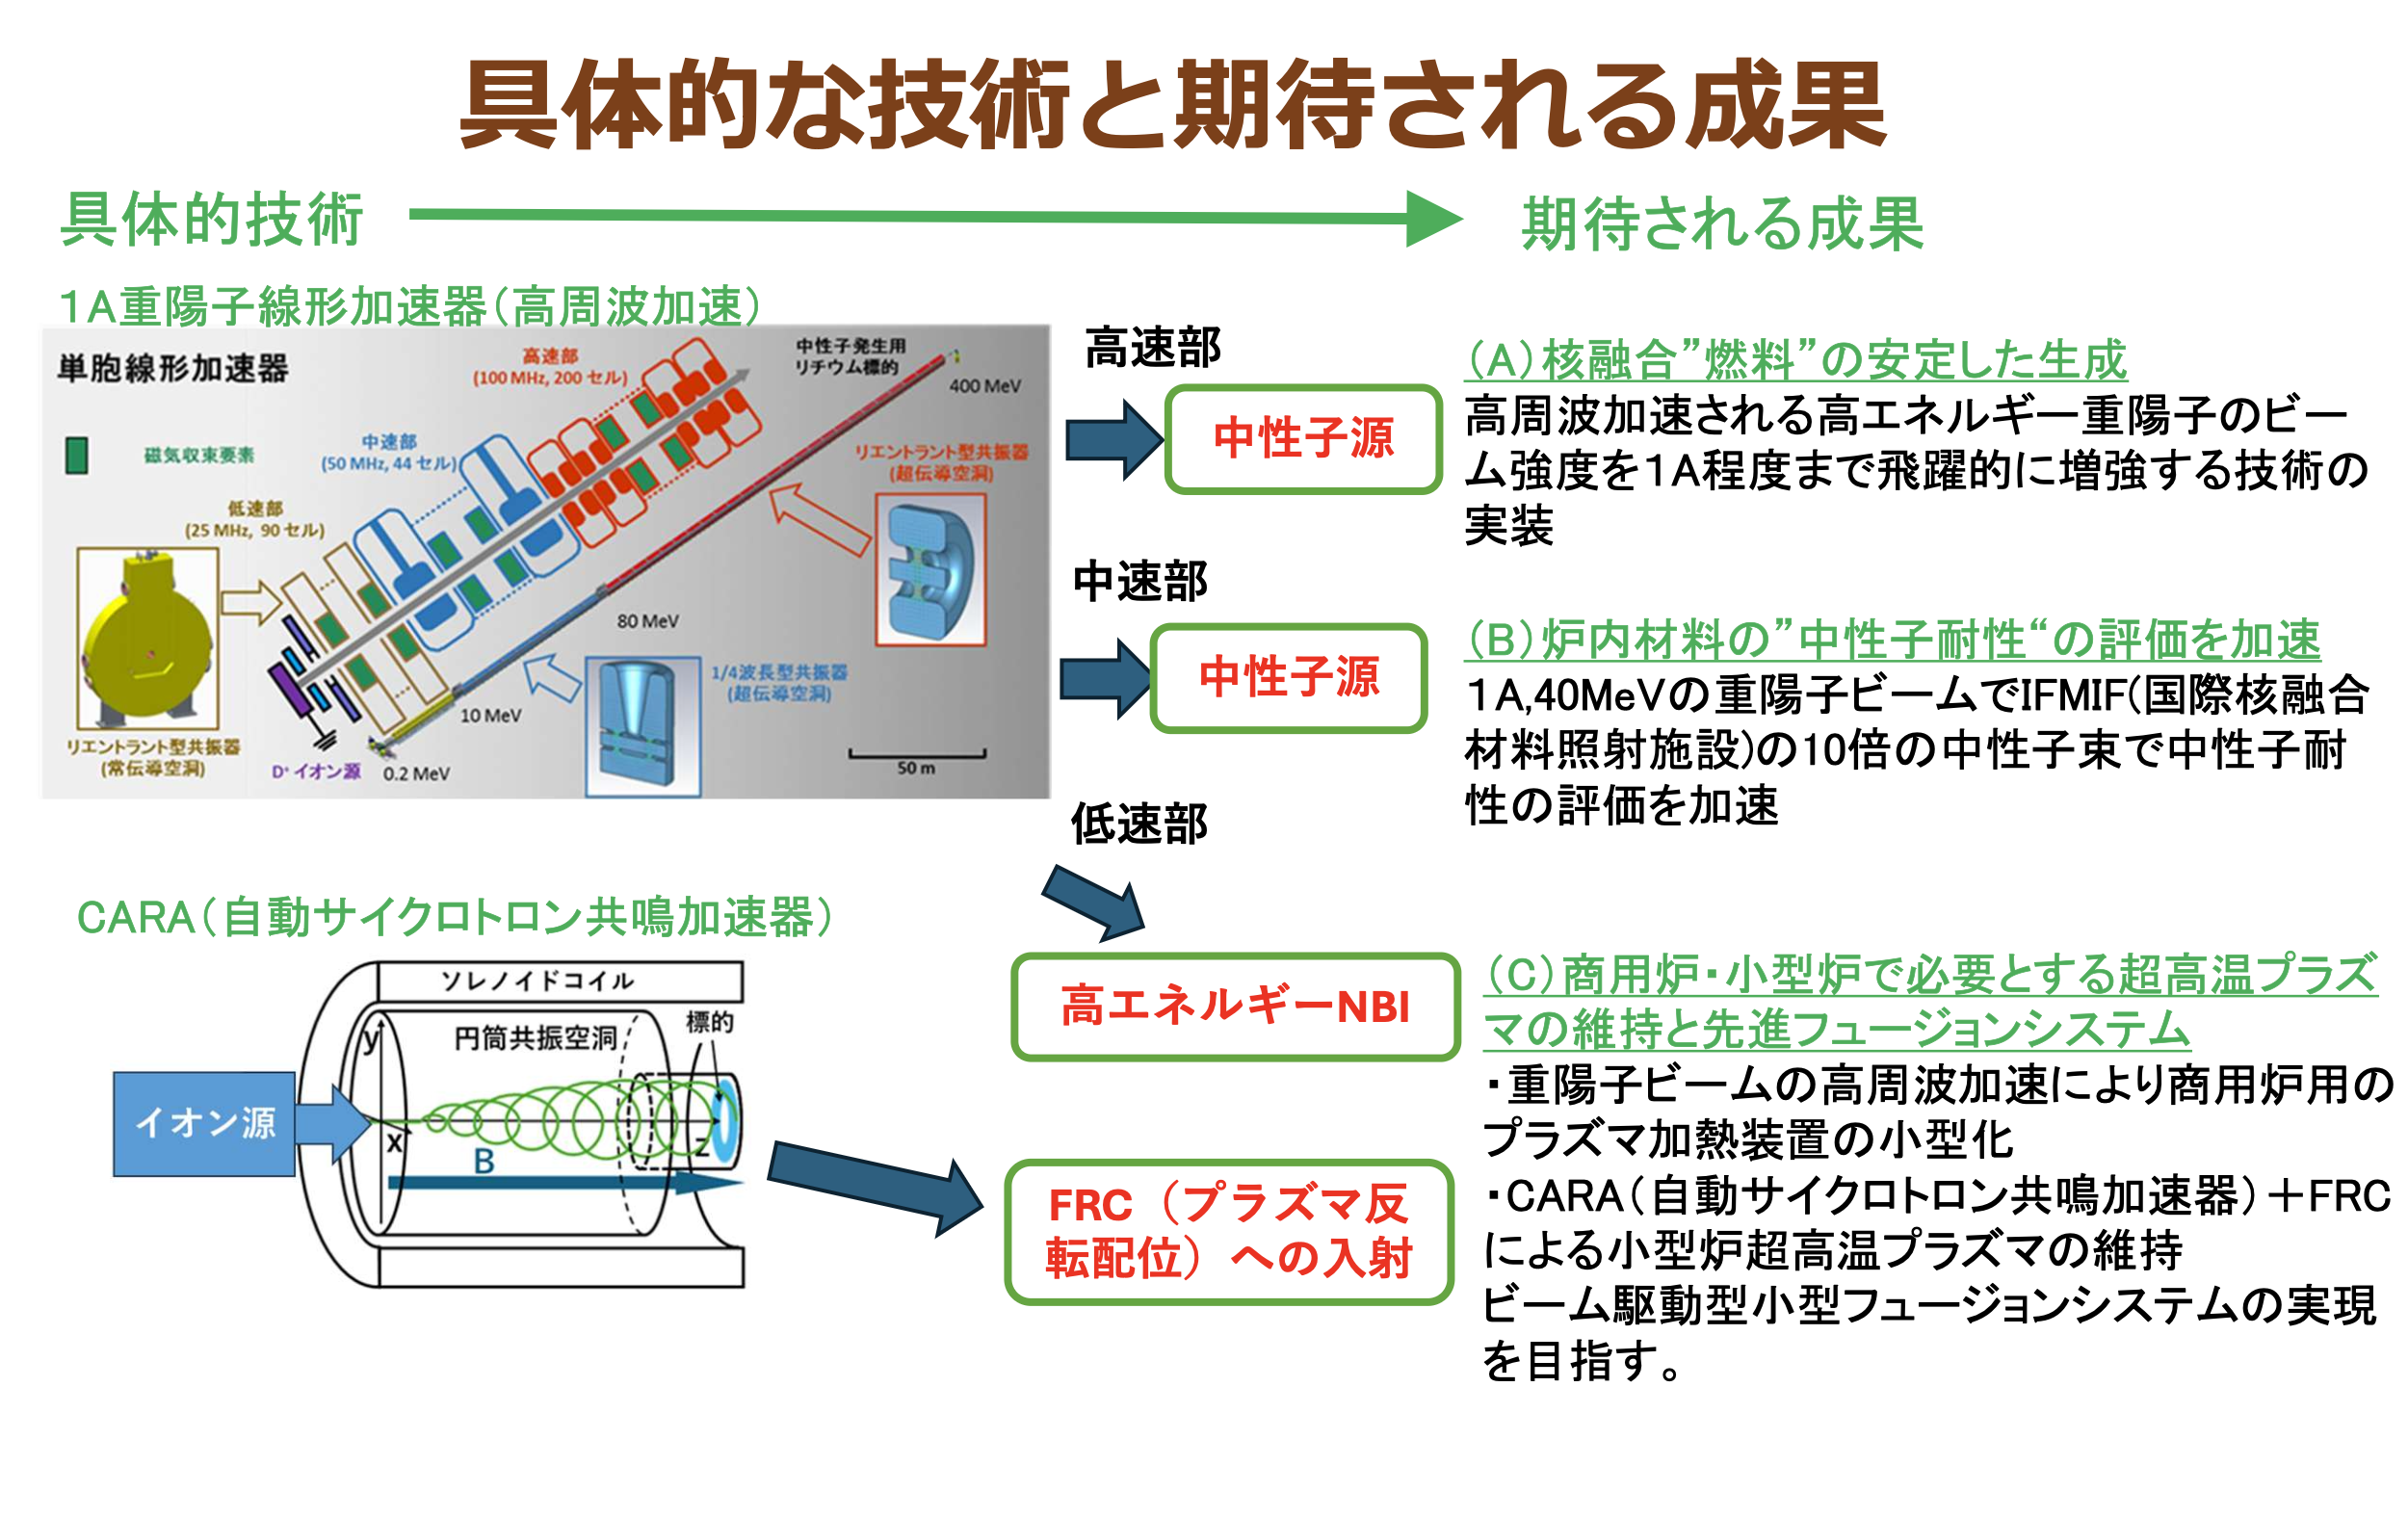 具体的な技術と期待される成果
具体的技術
期待される成果
1A重陽子線形加速器(高周波加速)
単胞線形加速器
高速部
(100 MHz, 200 セル)
中性子発生用
リチウム標的
400 MeV
磁気収束要素
中速部
(50 MHz, 44 セル)
リエントラント型共振器
(超伝導空洞)
低速部
(25 MHz, 90 セル)
80 MeV
1/4波長型共振器
(超伝導空洞)
10 MeV
リエントラント型共振器
(常伝導空洞)
D⁺ イオン源
0.2 MeV
50 m
高速部
中性子源
(A)核融合”燃料”の安定した生成
高周波加速される高エネルギー重陽子のビー
ム強度を1A程度まで飛躍的に増強する技術の
実装
中速部
中性子源
(B)炉内材料の”中性子耐性“の評価を加速
1A,40MeVの重陽子ビームでIFMIF(国際核融合
材料照射施設)の10倍の中性子束で中性子耐
性の評価を加速
低速部
CARA(自動サイクロトロン共鳴加速器)
ソレノイドコイル
円筒共振空洞
標的
y
イオン源
x
z
B
高エネルギーNBI
FRC(プラズマ反
転配位)への入射
(C)商用炉・小型炉で必要とする超高温プラズ
マの維持と先進フュージョンシステム
・重陽子ビームの高周波加速により商用炉用の
プラズマ加熱装置の小型化
・CARA(自動サイクロトロン共鳴加速器)+FRC
による小型炉超高温プラズマの維持
ビーム駆動型小型フュージョンシステムの実現
を目指す。